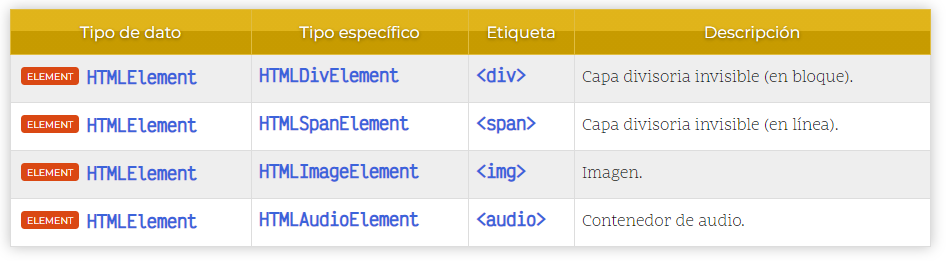 Tipo de dato Tipo específico Etiqueta Descripción
ELEMENT HTMLElement HTMLDivElement <div> Capa divisoria invisible (en bloque).
ELEMENT HTMLElement HTMLSpanElement <span> Capa divisoria invisible (en línea).
ELEMENT HTMLElement HTMLImageElement <img> Imagen.
ELEMENT HTMLElement HTMLAudioElement <audio> Contenedor de audio.